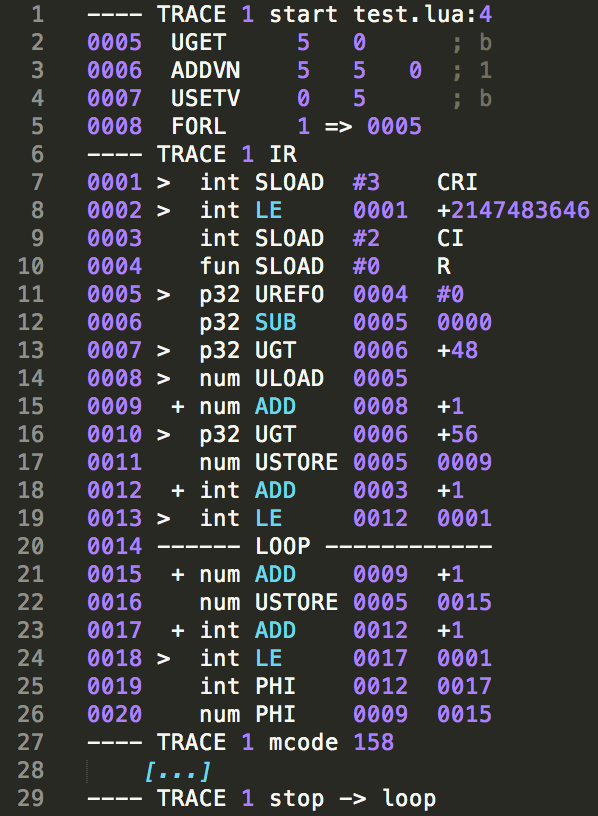 1 ---- TRACE 1 start test.lua:4
2 0005 UGET 5 0 ; b
3 0006 ADDVN 5 5 0 ; 1
4 0007 USETV 0 5 ; b
5 0008 FORL 1 => 0005
6 ---- TRACE 1 IR
7 0001 > int SLOAD #3 CRI
8 0002 > int LE 0001 +2147483646
9 0003 int SLOAD #2 CI
10 0004 fun SLOAD #0 R
11 0005 > p32 UREFO 0004 #0
12 0006 p32 SUB 0005 0000
13 0007 > p32 UGT 0006 +48
14 0008 > num ULOAD 0005
15 0009 + num ADD 0008 +1
16 0010 > p32 UGT 0006 +56
17 0011 num USTORE 0005 0009
18 0012 + int ADD 0003 +1
19 0013 > int LE 0012 0001
20 0014 ------ LOOP ------------
21 0015 + num ADD 0009 +1
22 0016 num USTORE 0005 0015
23 0017 + int ADD 0012 +1
24 0018 > int LE 0017 0001
25 0019 int PHI 0012 0017
26 0020 num PHI 0009 0015
27 ---- TRACE 1 mcode 158
28 [...]
29 ---- TRACE 1 stop -> loop